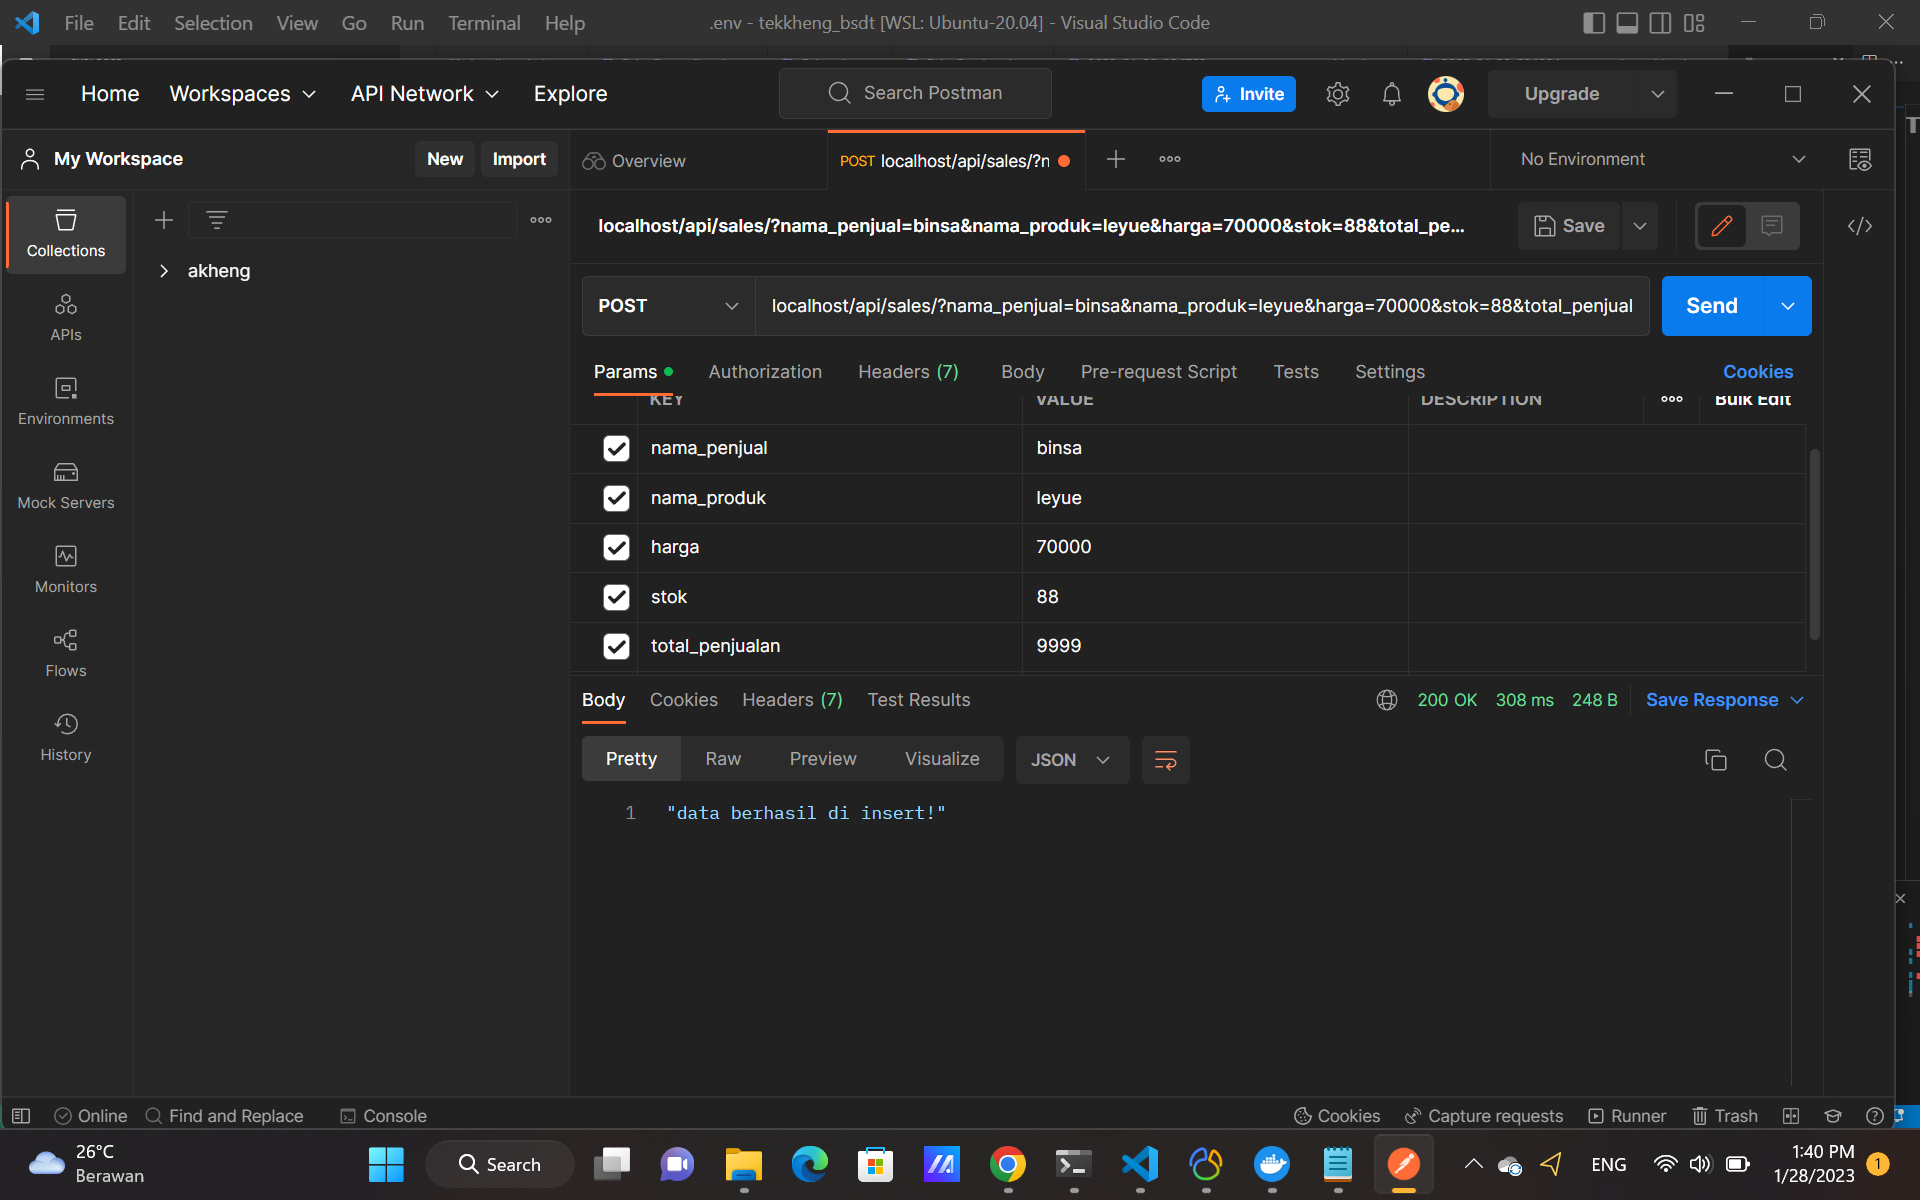 File Edit Selection View Go Run Terminal Help .env - tekkheng_bsdt [WSL: Ubuntu-20.04] - Visual Studio Code
Home Workspaces API Network Explore Search Postman Invite Upgrade
My Workspace New Import Overview POST localhost/api/sales/?n No Environment
localhost/api/sales/?nama_penjual=binsa&nama_produk=leyue&harga=70000&stok=88&total_pe... Save
Collections
akheng
APIs
Environments
Mock Servers
Monitors
Flows
History
POST localhost/api/sales/?nama_penjual=binsa&nama_produk=leyue&harga=70000&stok=88&total_penjual Send
Params Authorization Headers (7) Body Pre-request Script Tests Settings Cookies
KEY VALUE DESCRIPTION Bulk Edit
nama_penjual binsa
nama_produk leyue
harga 70000
stok 88
total_penjualan 9999
Body Cookies Headers (7) Test Results 200 OK 308 ms 248 B Save Response
Pretty Raw Preview Visualize JSON
1 "data berhasil di insert!"
Online Find and Replace Console Cookies Capture requests Runner Trash
26°C
Berawan
Search
ENG
1:40 PM
1/28/2023
1